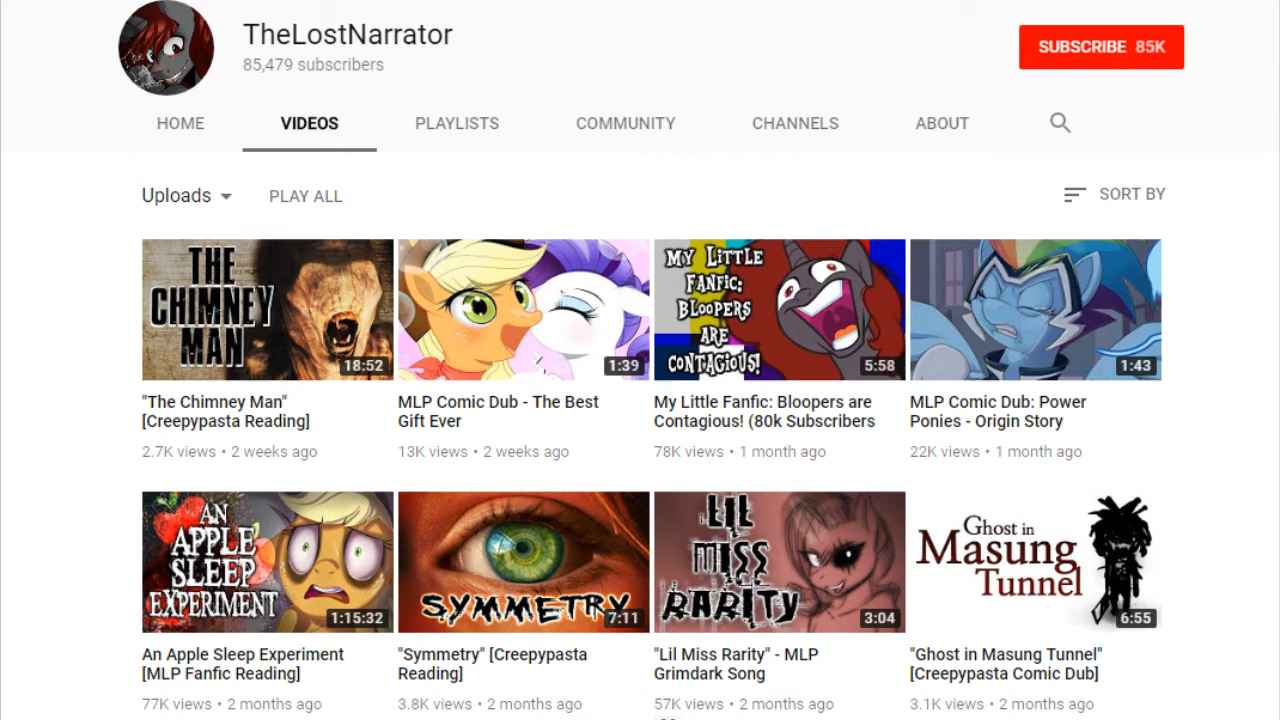 TheLostNarrator
85,479 subscribers
SUBSCRIBE 85K
HOME
VIDEOS
PLAYLISTS
COMMUNITY
CHANNELS
ABOUT
Uploads
PLAY ALL
SORT BY
THE
CHIMNEY
MAN
18:52
1:39
MY LITTLE
FANFIC:
BLOOPERS
ARE
CONTAGIOUS!
5:58
1:43
"The Chimney Man"
[Creepypasta Reading]
2.7K views • 2 weeks ago
MLP Comic Dub - The Best
Gift Ever
13K views • 2 weeks ago
My Little Fanfic: Bloopers are
Contagious! (80k Subscribers
78K views • 1 month ago
MLP Comic Dub: Power
Ponies - Origin Story
22K views • 1 month ago
AN
APPLE
SLEEP
EXPERIMENT
1:15:32
SYMMETRY
7:11
LIL
MISS
RARITY
3:04
Ghost in
Masung
Tunnel
6:55
An Apple Sleep Experiment
[MLP Fanfic Reading]
77K views • 2 months ago
"Symmetry" [Creepypasta
Reading]
3.8K views • 2 months ago
"Lil Miss Rarity" - MLP
Grimdark Song
57K views • 2 months ago
"Ghost in Masung Tunnel"
[Creepypasta Comic Dub]
3.1K views • 2 months ago